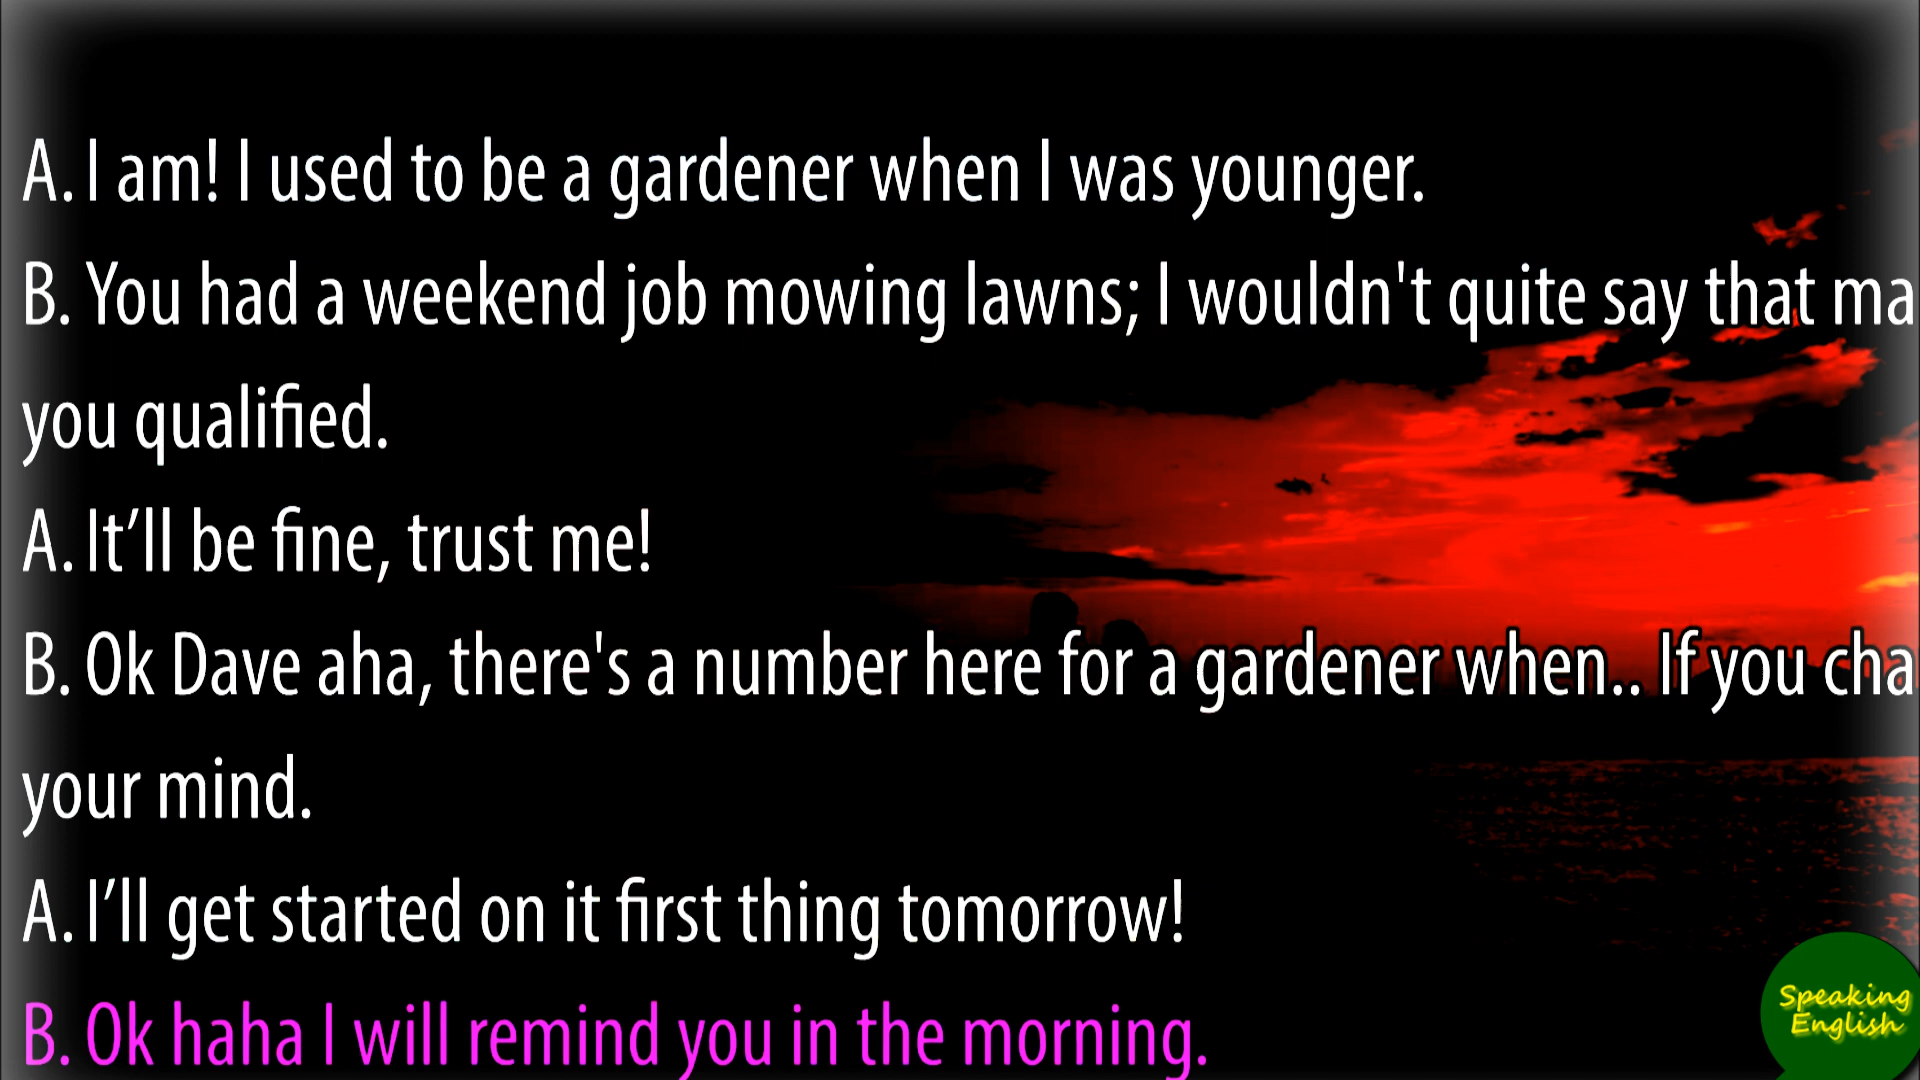 A. I am! I used to be a gardener when I was younger.
B. You had a weekend job mowing lawns; I wouldn't quite say that ma
you qualified.
A. It’ll be fine, trust me!
B. Ok Dave aha, there's a number here for a gardener when.. If you cha
your mind.
A. I’ll get started on it first thing tomorrow!
B. Ok haha I will remind you in the morning.
Speaking
English